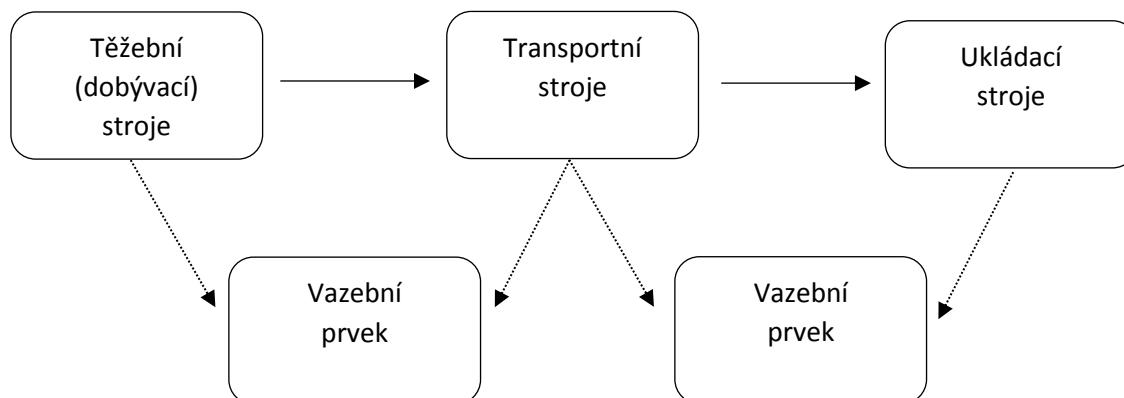 Těžební
(dobývací)
stroje
Transportní
stroje
Ukládací
stroje
Vazební
prvek
Vazební
prvek